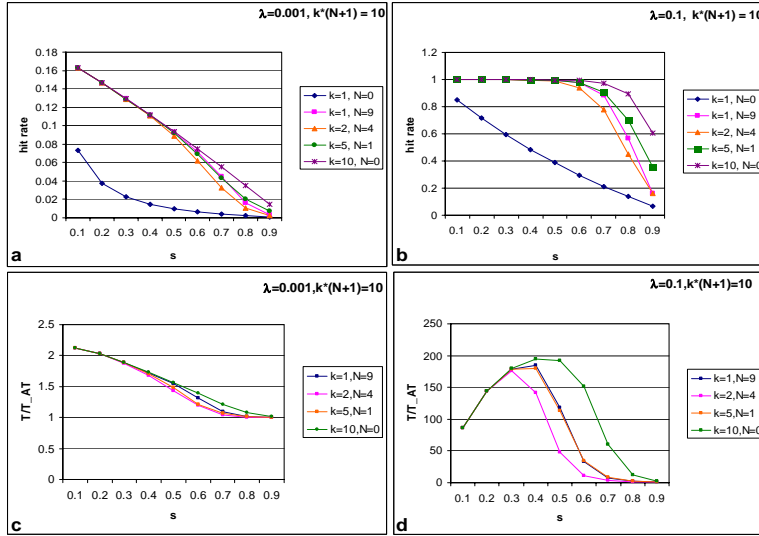 λ=0.001, k*(N+1) = 10
0.18
0.16
0.14
0.12
0.1
0.08
0.06
0.04
0.02
0
hit rate
0.1 0.2 0.3 0.4 0.5 0.6 0.7 0.8 0.9
s
k=1, N=0
k=1, N=9
k=2, N=4
k=5, N=1
k=10, N=0
a
λ=0.1, k*(N+1) = 10
1.2
1
0.8
0.6
0.4
0.2
0
hit rate
0.1 0.2 0.3 0.4 0.5 0.6 0.7 0.8 0.9
s
k=1, N=0
k=1, N=9
k=2, N=4
k=5, N=1
k=10, N=0
b
λ=0.001,k*(N+1)=10
2.5
2
1.5
1
0.5
0
T/T_AT
0.1 0.2 0.3 0.4 0.5 0.6 0.7 0.8 0.9
s
k=1,N=9
k=2,N=4
k=5,N=1
k=10,N=0
c
λ=0.1,k*(N+1)=10
250
200
150
100
50
0
T/T_AT
0.1 0.2 0.3 0.4 0.5 0.6 0.7 0.8 0.9
s
k=1,N=9
k=2,N=4
k=5,N=1
k=10,N=0
d